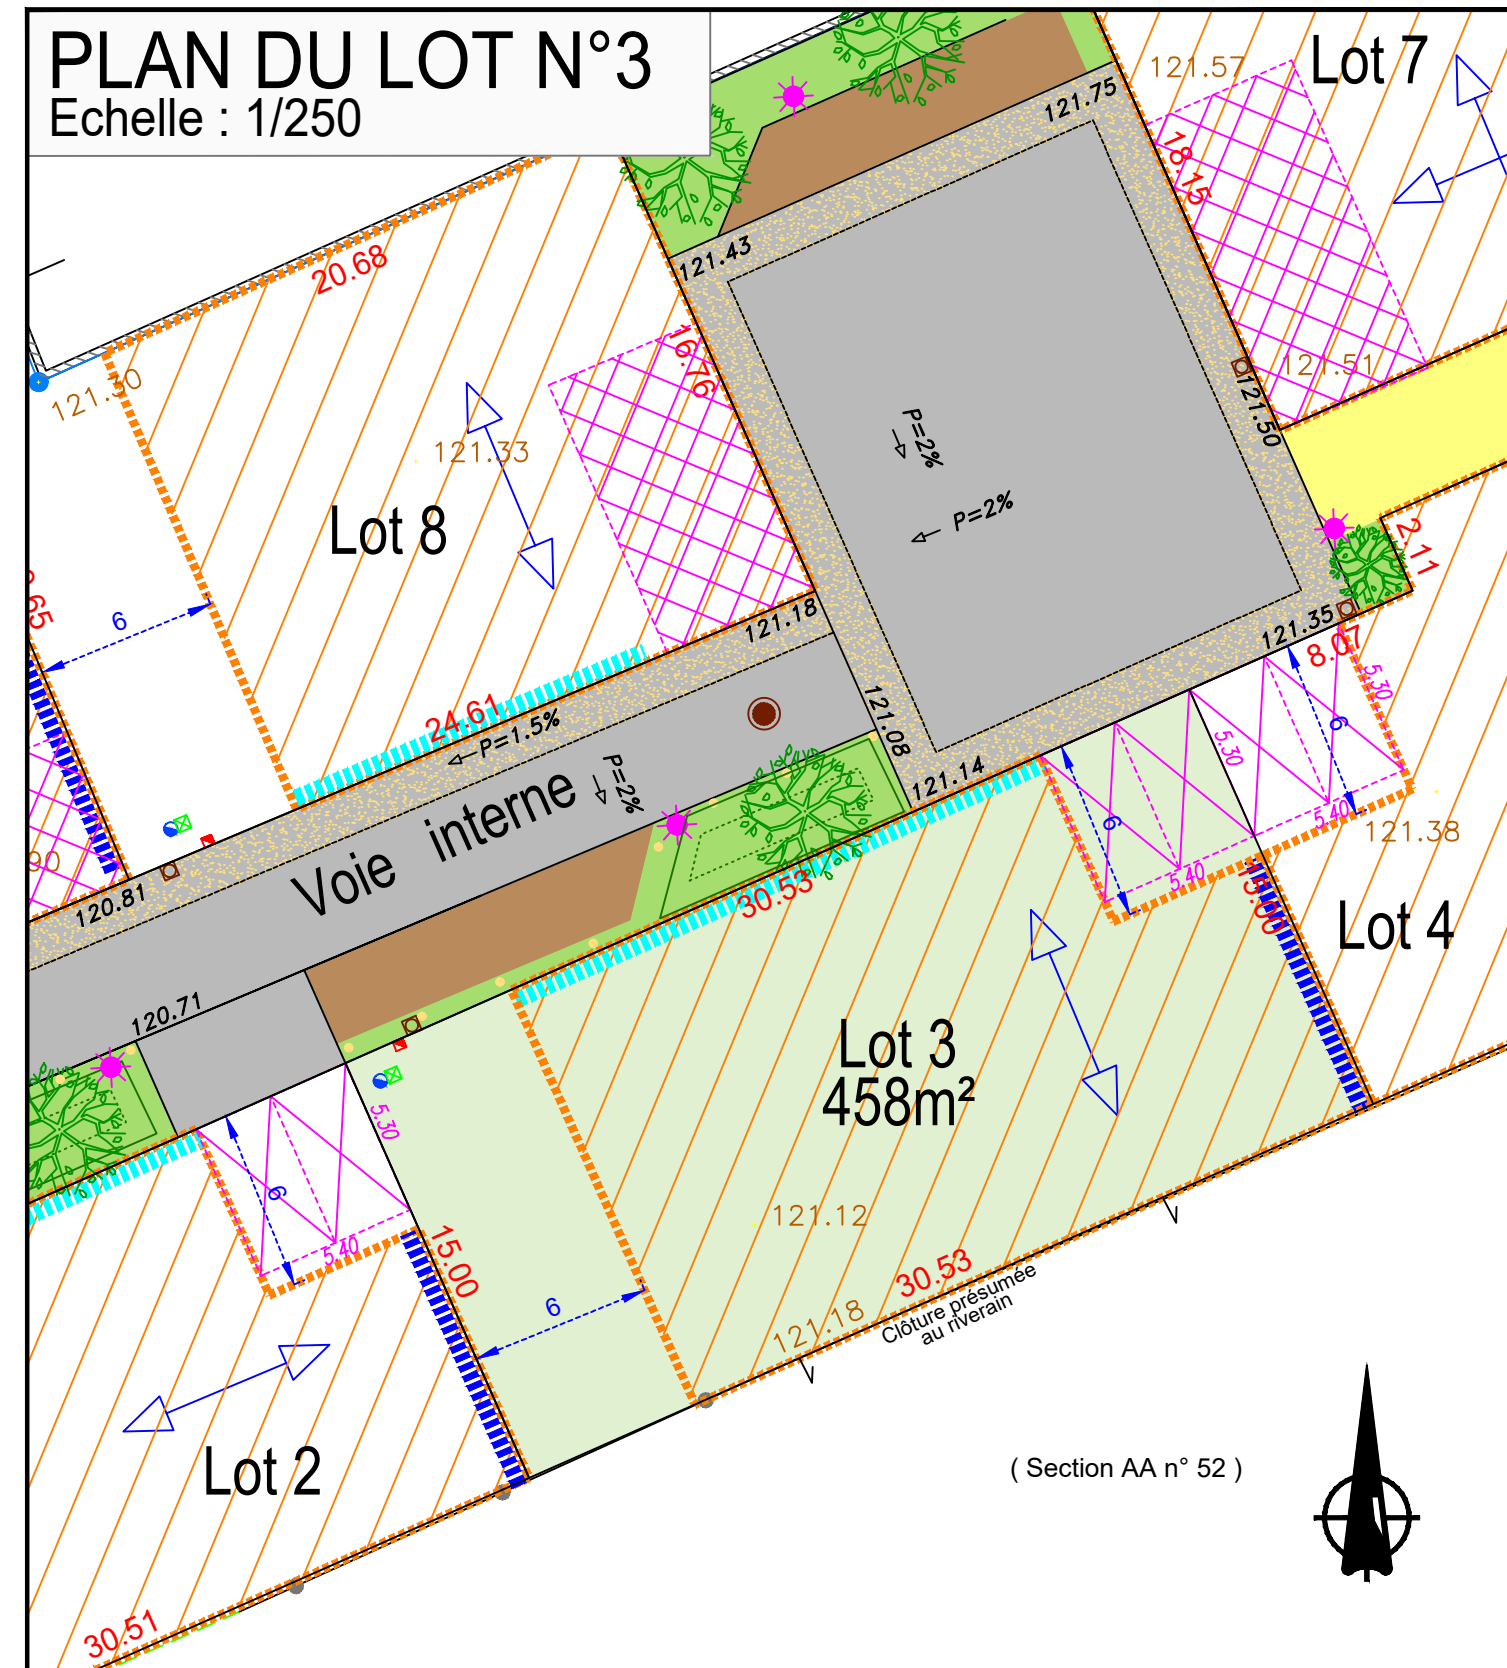 PLAN DU LOT N°3
Echelle : 1/250
Lot 7
121.57
121.75
18.15
20.68
121.43
121.30
16.76
121.51
121.50
121.33
Lot 8
P=2%
P=2%
2.11
6
121.18
121.35
8.07
5.30
24.61
P=1.5%
121.08
5.30
6
P=2%
121.14
5.40
121.38
Voie interne
6
5.40
30.53
15.00
120.81
Lot 4
120.71
Lot 3
458m²
5.30
6
5.40
15.00
121.12
30.53
Clôture présumée
au riverain
121.18
6
Lot 2
( Section AA n° 52 )
30.51